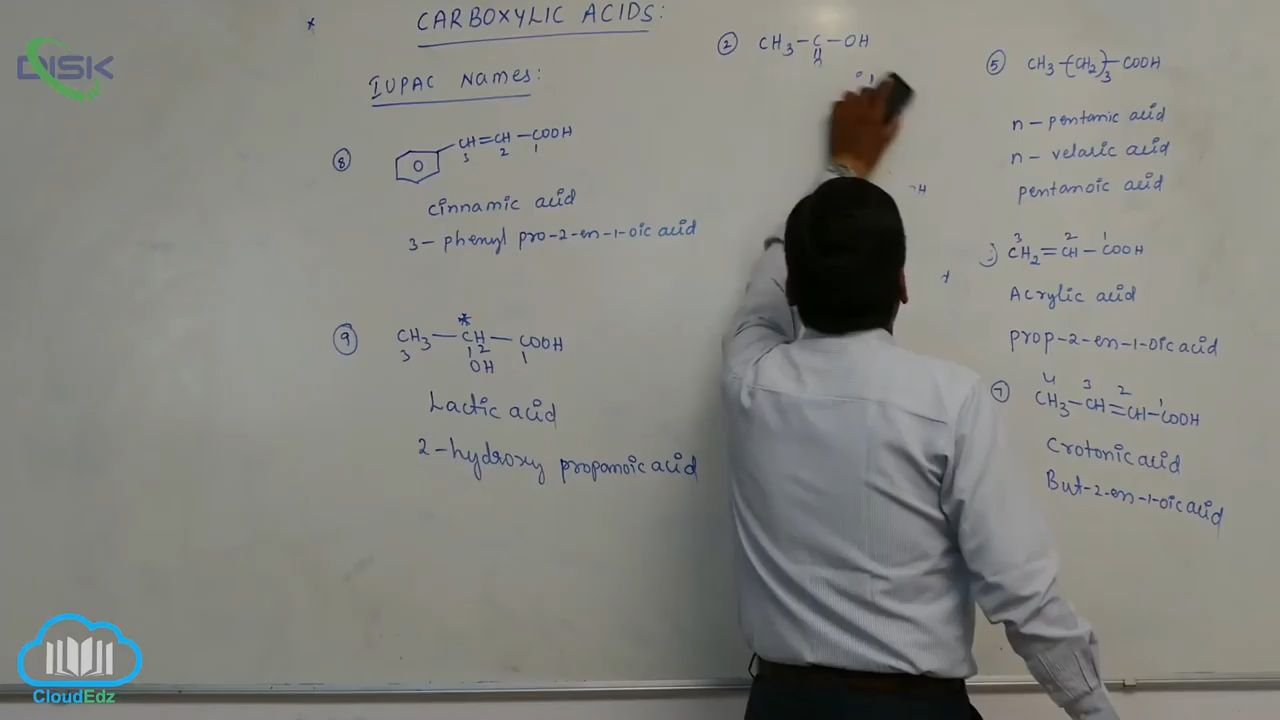 DISK
* CARBOXYLIC ACIDS:
IUPAC Names:
8 CH=CH-COOH
3 2 1
cinnamic acid
3-phenyl pro-2-en-1-oic acid
*
9 CH3-CH-COOH
3 2 1
OH
Lactic acid
2-hydroxy propanoic acid
2 CH3-C-OH
5 CH3-(CH2)3-COOH
n-pentanic acid
n-velaric acid
pentanoic acid
3 2 1
CH2=CH-COOH
Acrylic acid
prop-2-en-1-oic acid
4 3 2 1
7 CH3-CH=CH-COOH
Crotonic acid
But-2-en-1-oic acid
CloudEdz